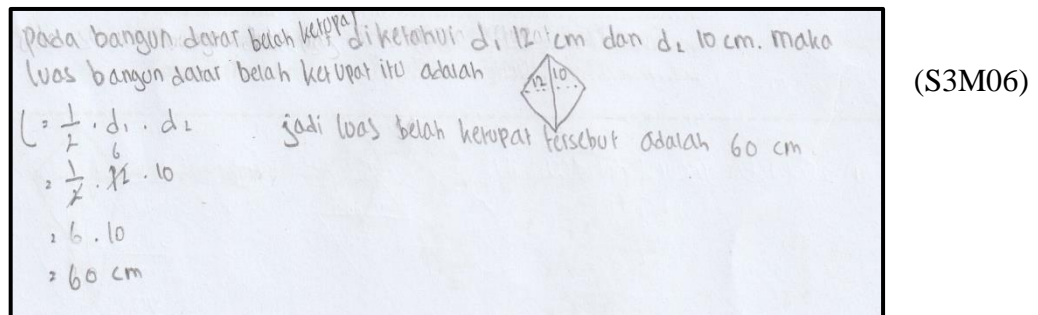 pada bangun datar belah ketupat diketahui d₁ 12 cm dan d₂ 10 cm. maka
luas bangun datar belah ketupat itu adalah
12 10
L = 1/2 . d₁ . d₂
jadi luas belah ketupat tersebut adalah 60 cm.
6
= 1/2 . 12 . 10
= 6 . 10
= 60 cm
(S3M06)